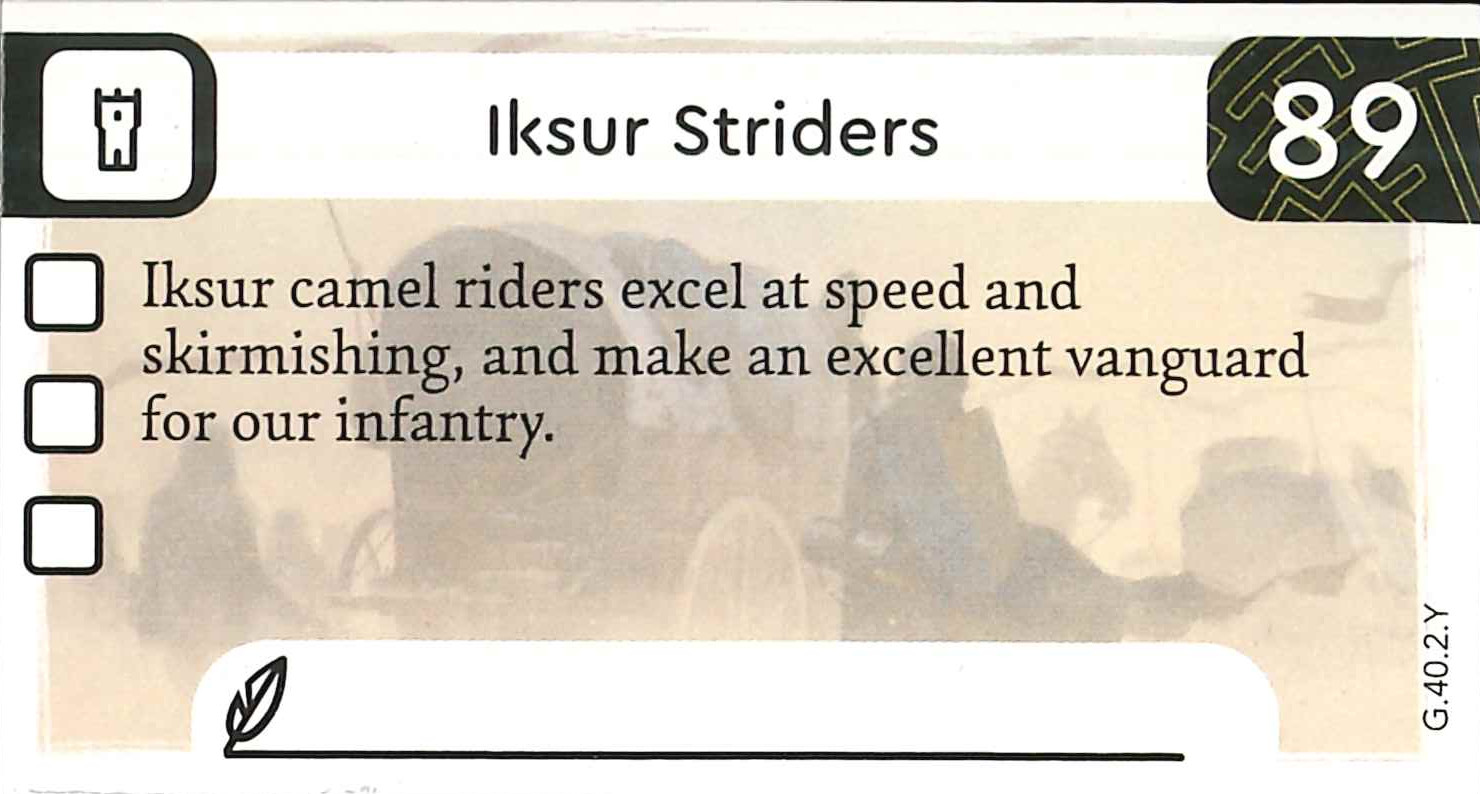 Iksur Striders
89
Iksur camel riders excel at speed and
skirmishing, and make an excellent vanguard
for our infantry.
G.40.2.Y